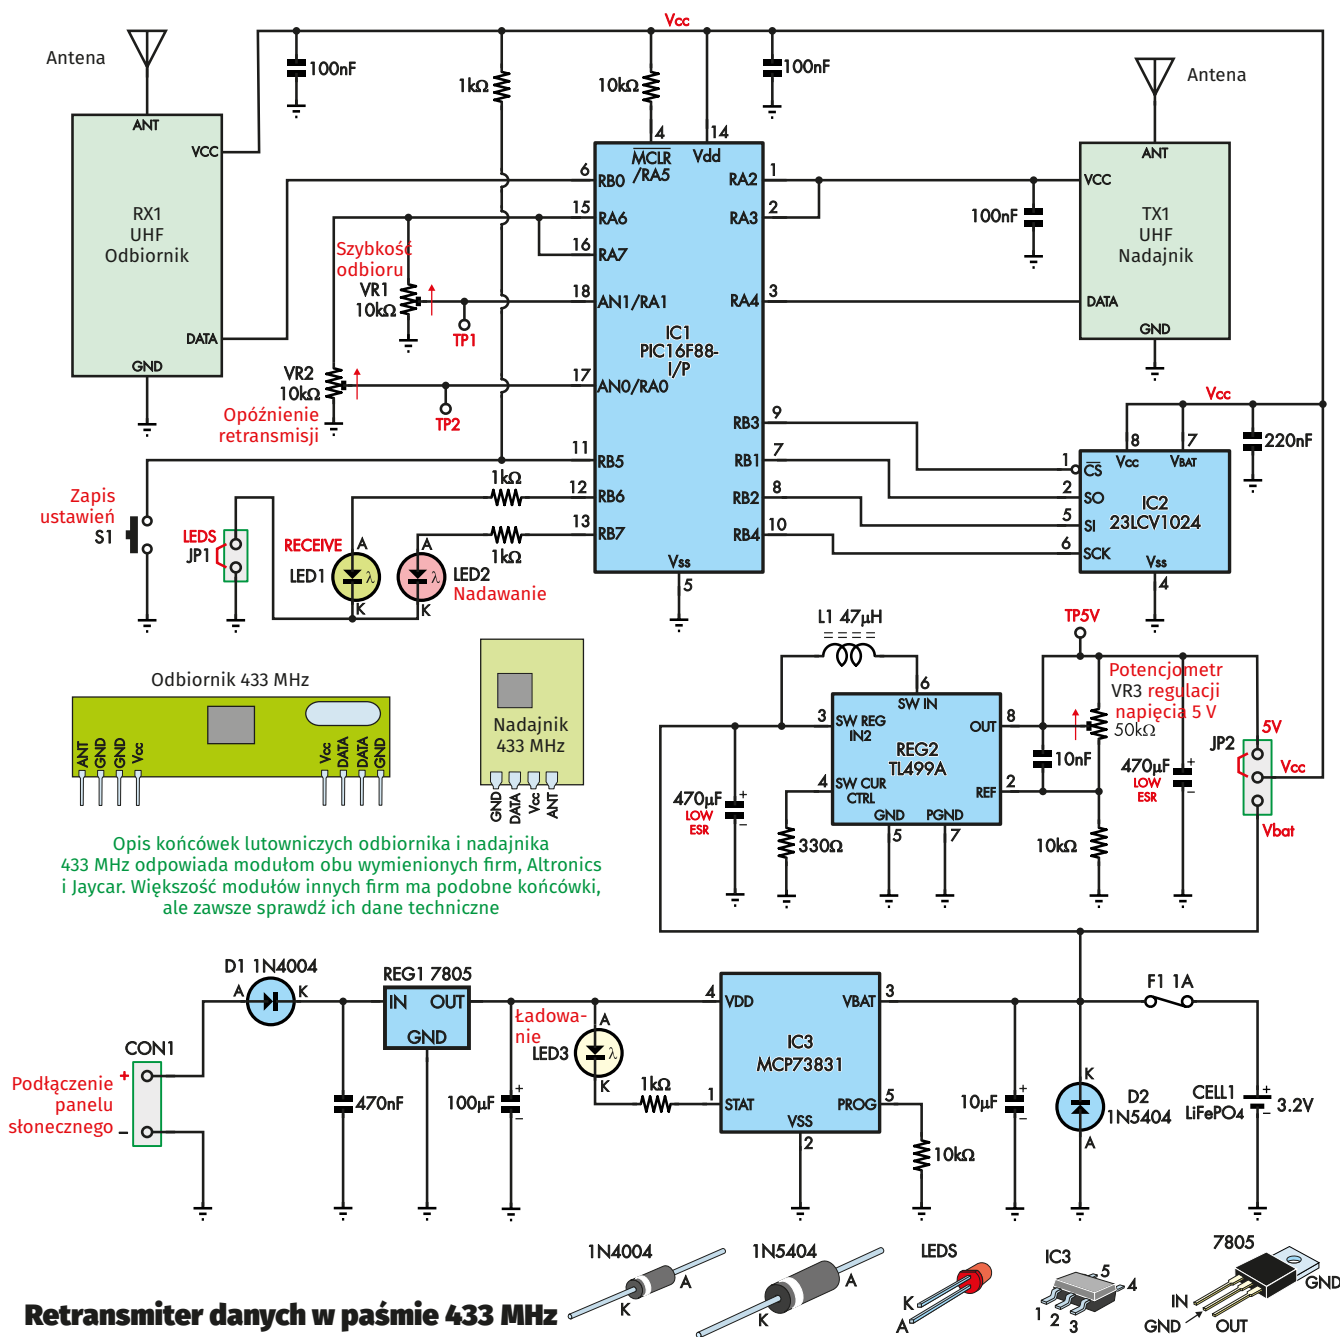 Vcc
Antena
100nF
1kΩ
10kΩ
100nF
Antena
ANT
VCC
RX1
UHF
Odbiornik
DATA
GND
4
14
MCLR
/RA5
Vdd
6
RB0
RA2
1
15
RA6
RA3
2
16
RA7
18
AN1/RA1
RA4
3
IC1
PIC16F88-
I/P
17
AN0/RA0
RB3
9
11
RB5
RB1
7
12
RB6
RB2
8
13
RB7
RB4
10
Vss
5
Szybkość
odbioru
VR1
10kΩ
TP1
VR2
10kΩ
TP2
Opóźnienie
retransmisji
100nF
ANT
VCC
TX1
UHF
Nadajnik
DATA
GND
Vcc
220nF
8
7
Vcc
VBAT
1
CS
2
SO
IC2
23LCV1024
5
SI
6
SCK
Vss
4
Zapis
ustawień
S1
LEDS
JP1
RECEIVE
1kΩ
1kΩ
A
λ
LED1
K
A
λ
LED2
Nadawanie
K
L1 47µH
TP5V
Odbiornik 433 MHz
ANT
GND
GND
Vcc
Vcc
DATA
DATA
GND
Nadajnik
433 MHz
GND
DATA
Vcc
ANT
6
SW IN
3
SW REG
IN2
OUT
8
REG2
TL499A
4
SW CUR
CTRL
REF
2
GND
PGND
5
7
470µF
LOW
ESR
+
−
330Ω
10nF
10kΩ
Potencjometr
VR3 regulacji
napięcia 5 V
50kΩ
470µF
LOW
ESR
+
−
5V
JP2
Vcc
Vbat
Opis końcówek lutowniczych odbiornika i nadajnika
433 MHz odpowiada modułom obu wymienionych firm, Altronics
i Jaycar. Większość modułów innych firm ma podobne końcówki,
ale zawsze sprawdź ich dane techniczne
D1 1N4004
A
K
REG1 7805
IN
OUT
GND
CON1
+
−
Podłączenie
panelu
słonecznego
470nF
100µF
+
−
Ładowa-
nie
A
λ
LED3
K
1kΩ
4
VDD
VBAT
3
IC3
MCP73831
1
STAT
PROG
5
VSS
2
10kΩ
10µF
+
−
K
D2
1N5404
A
F1 1A
CELL1
LiFePO4
+
−
3.2V
1N4004
K
A
1N5404
K
A
LEDS
K
A
IC3
5
4
1
2
3
7805
GND
IN
GND
OUT
Retransmiter danych w paśmie 433 MHz